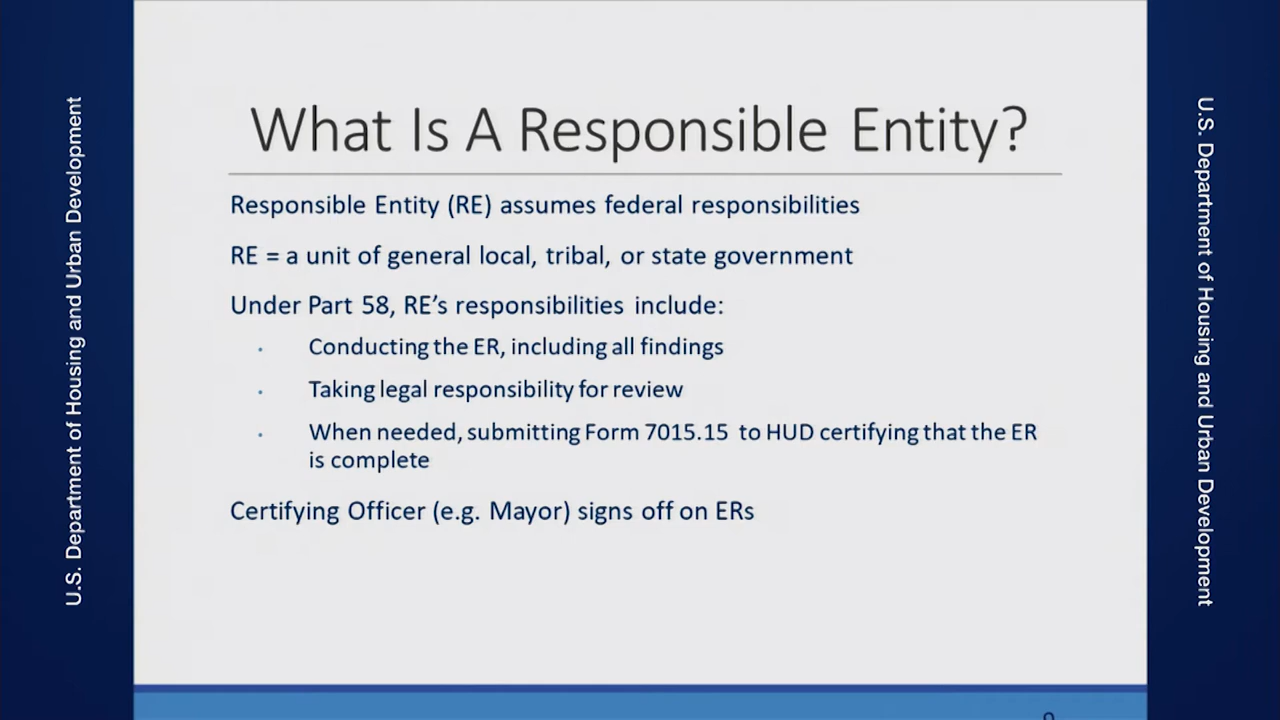 What Is A Responsible Entity?
Responsible Entity (RE) assumes federal responsibilities
RE = a unit of general local, tribal, or state government
Under Part 58, RE’s responsibilities include:
· Conducting the ER, including all findings
· Taking legal responsibility for review
· When needed, submitting Form 7015.15 to HUD certifying that the ER
is complete
Certifying Officer (e.g. Mayor) signs off on ERs
U.S. Department of Housing and Urban Development
U.S. Department of Housing and Urban Development